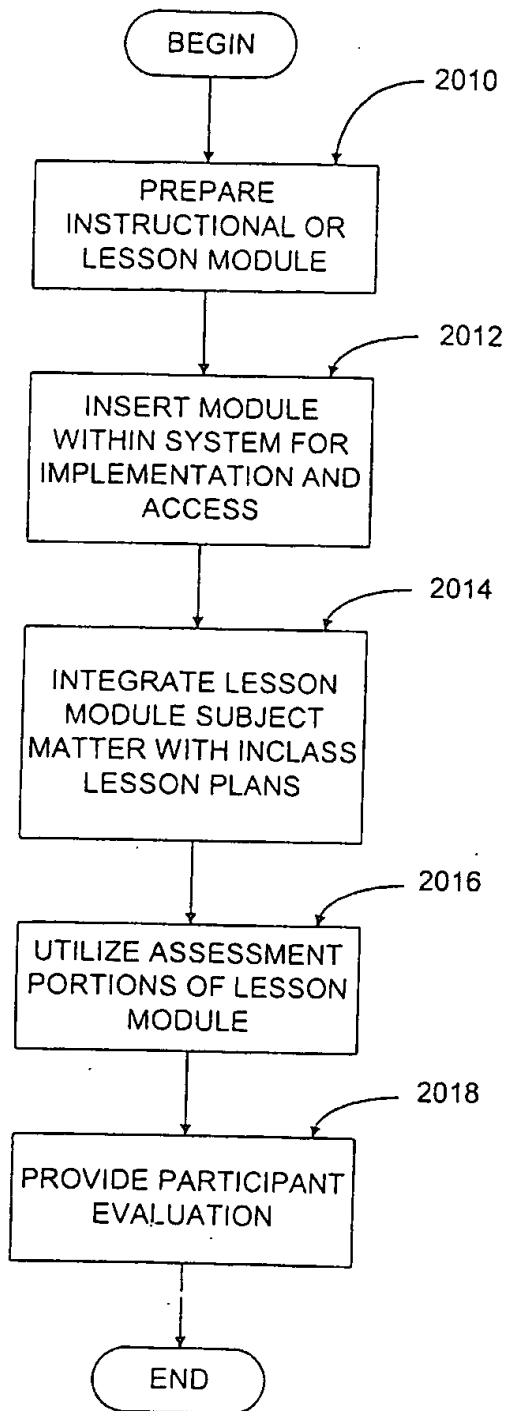 BEGIN
2010
PREPARE
INSTRUCTIONAL OR
LESSON MODULE
2012
INSERT MODULE
WITHIN SYSTEM FOR
IMPLEMENTATION AND
ACCESS
2014
INTEGRATE LESSON
MODULE SUBJECT
MATTER WITH INCLASS
LESSON PLANS
2016
UTILIZE ASSESSMENT
PORTIONS OF LESSON
MODULE
2018
PROVIDE PARTICIPANT
EVALUATION
END